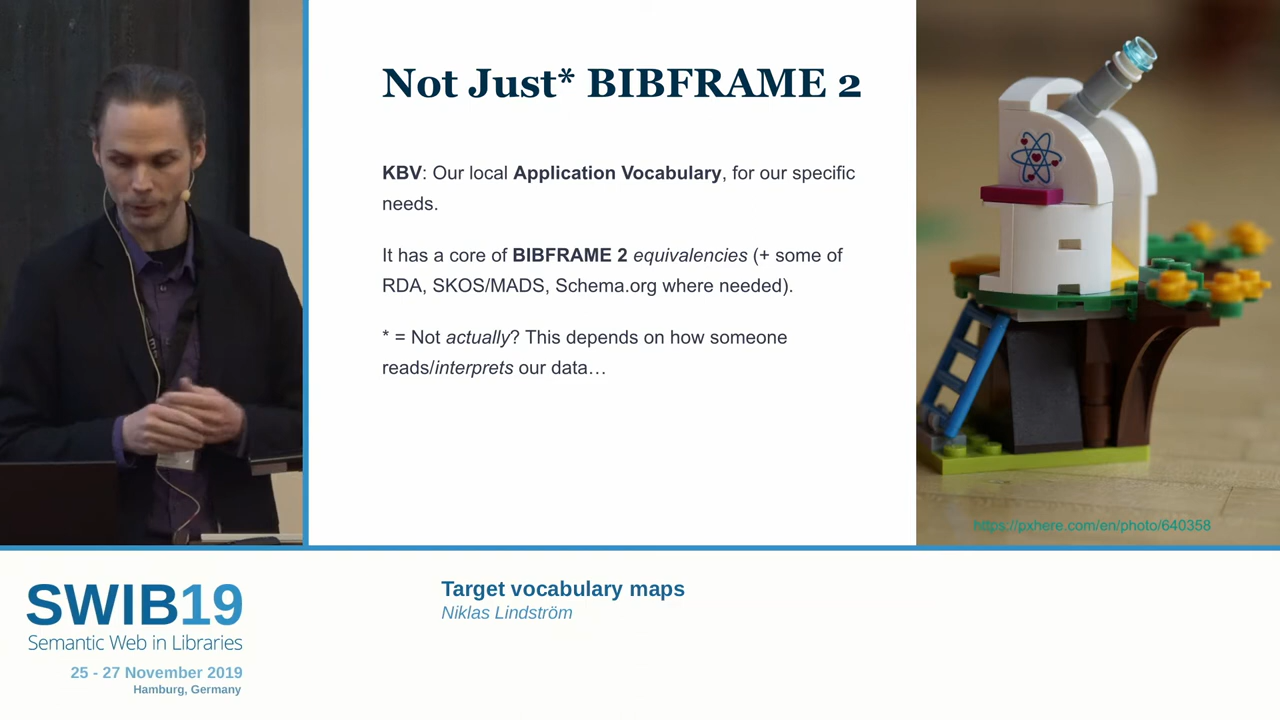 Not Just* BIBFRAME 2
KBV: Our local Application Vocabulary, for our specific
needs.
It has a core of BIBFRAME 2 equivalencies (+ some of
RDA, SKOS/MADS, Schema.org where needed).
* = Not actually? This depends on how someone
reads/interprets our data…
https://pxhere.com/en/photo/640358
SWIB19
Semantic Web in Libraries
25 - 27 November 2019
Hamburg, Germany
Target vocabulary maps
Niklas Lindström